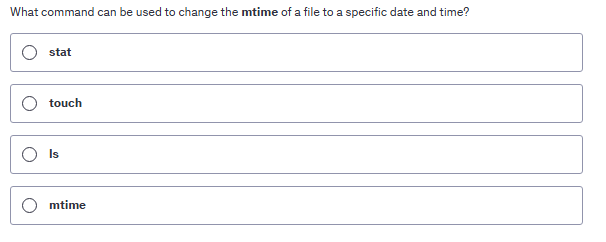 What command can be used to change the mtime of a file to a specific date and time?
stat
touch
ls
mtime